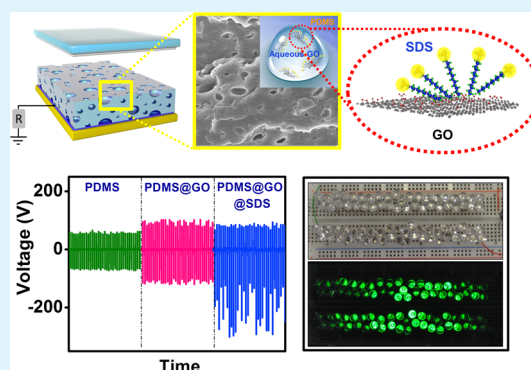 PDMS
Aqueous-GO
SDS
GO
R
PDMS PDMS@GO PDMS@GO
@SDS
Voltage (V)
200
0
-200
Time